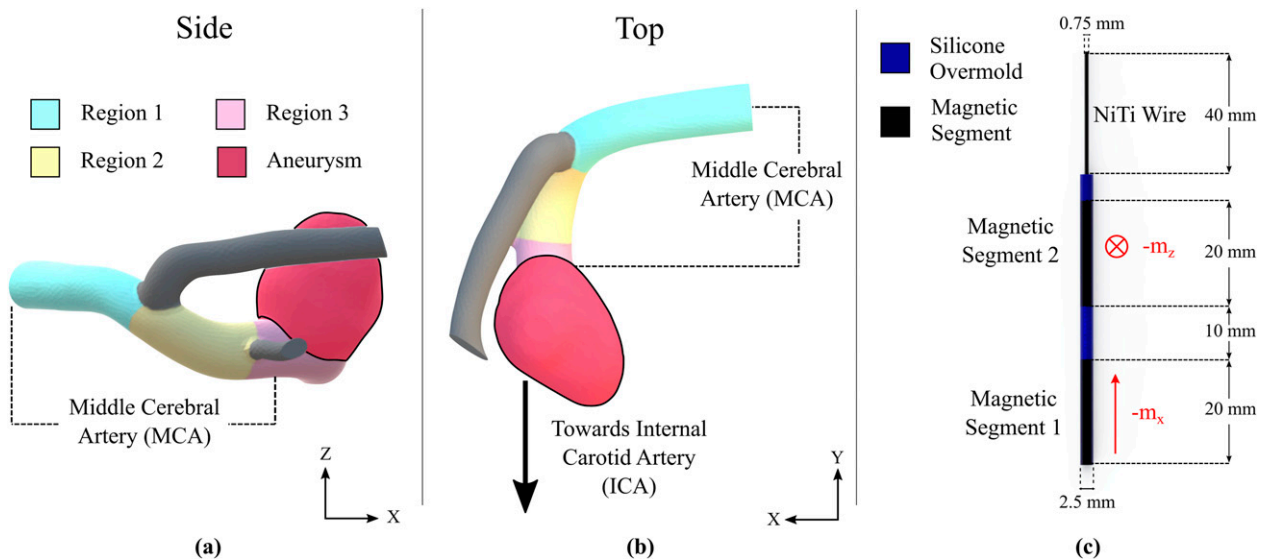 Side
Region 1
Region 3
Region 2
Aneurysm
Middle Cerebral
Artery (MCA)
Z
X
(a)
Top
Middle Cerebral
Artery (MCA)
Towards Internal
Carotid Artery
(ICA)
Y
X
(b)
Silicone
Overmold
Magnetic
Segment
0.75 mm
NiTi Wire
40 mm
Magnetic
Segment 2
-mz
20 mm
10 mm
Magnetic
Segment 1
-mx
20 mm
2.5 mm
(c)